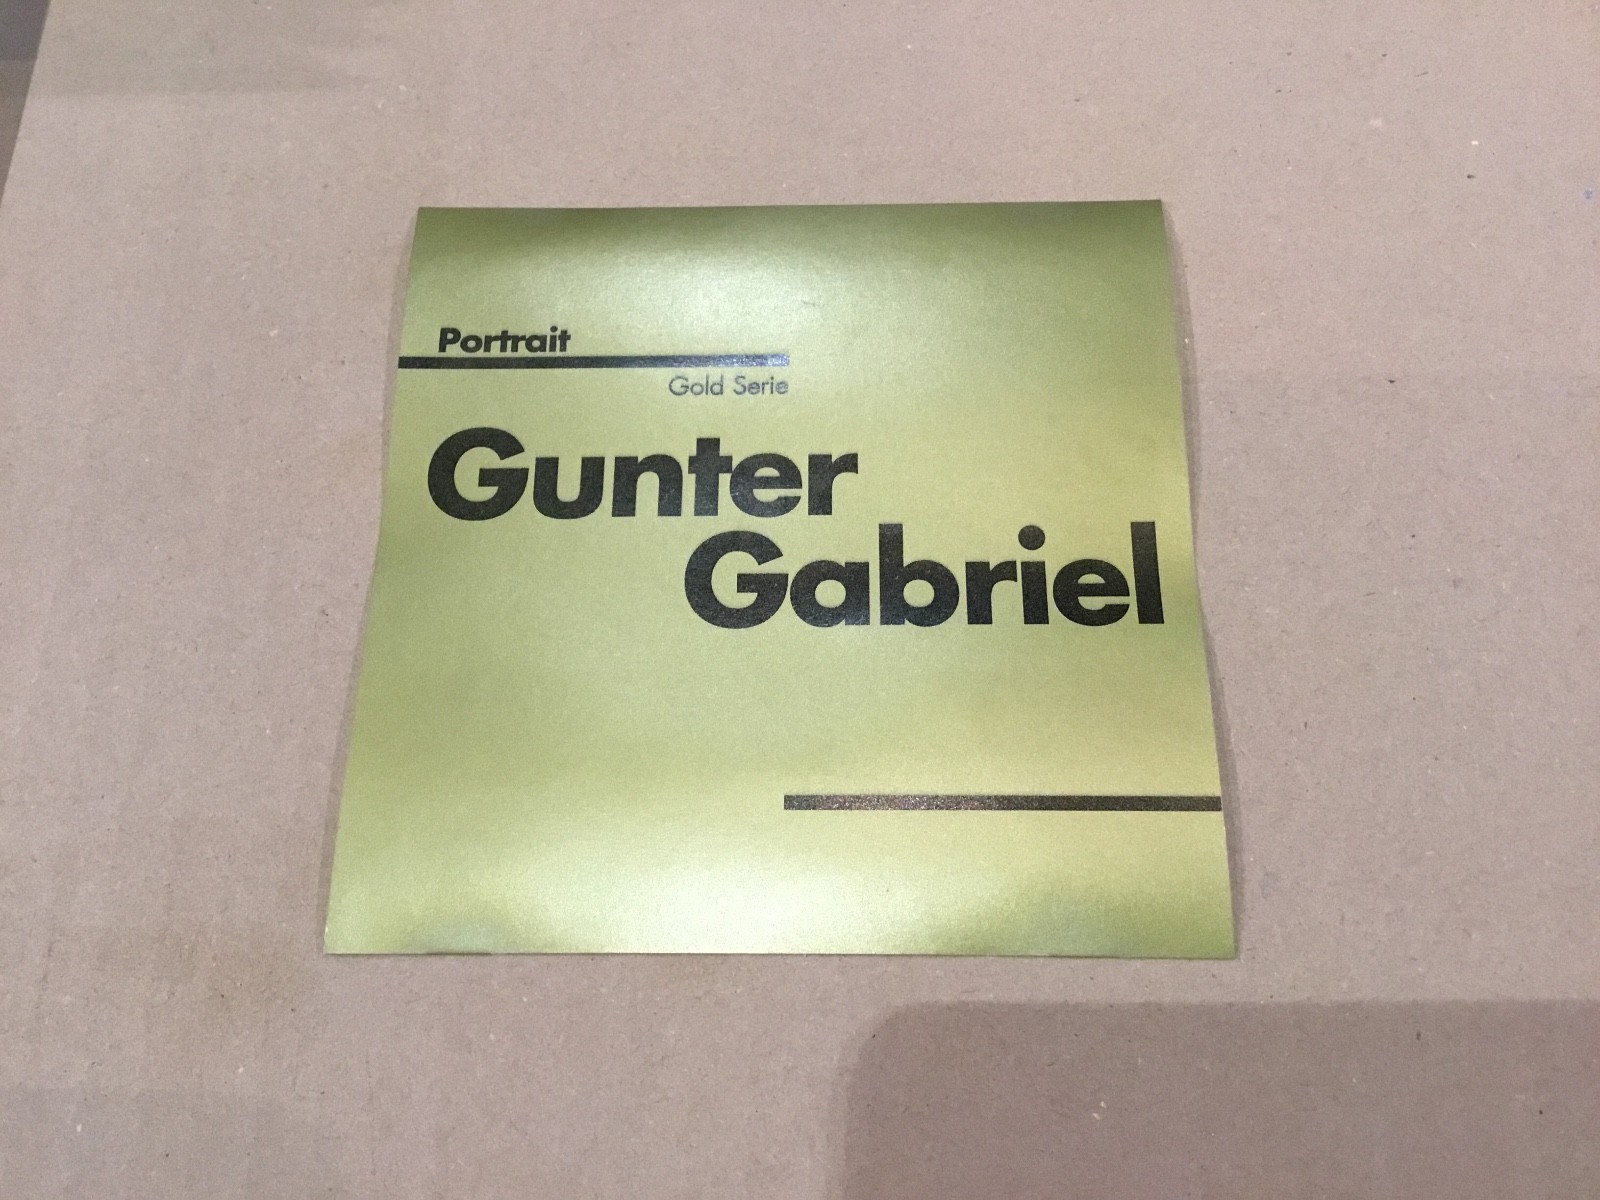 Portrait
Gold Serie
Gunter
Gabriel